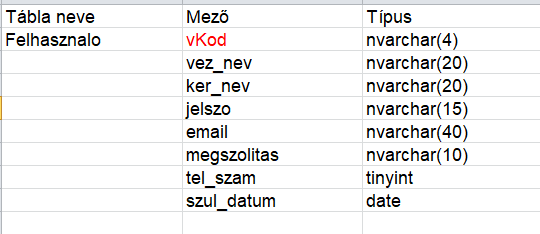 Tábla neve Mező Típus
Felhasznalo vKod nvarchar(4)
vez_nev nvarchar(20)
ker_nev nvarchar(20)
jelszo nvarchar(15)
email nvarchar(40)
megszolitas nvarchar(10)
tel_szam tinyint
szul_datum date